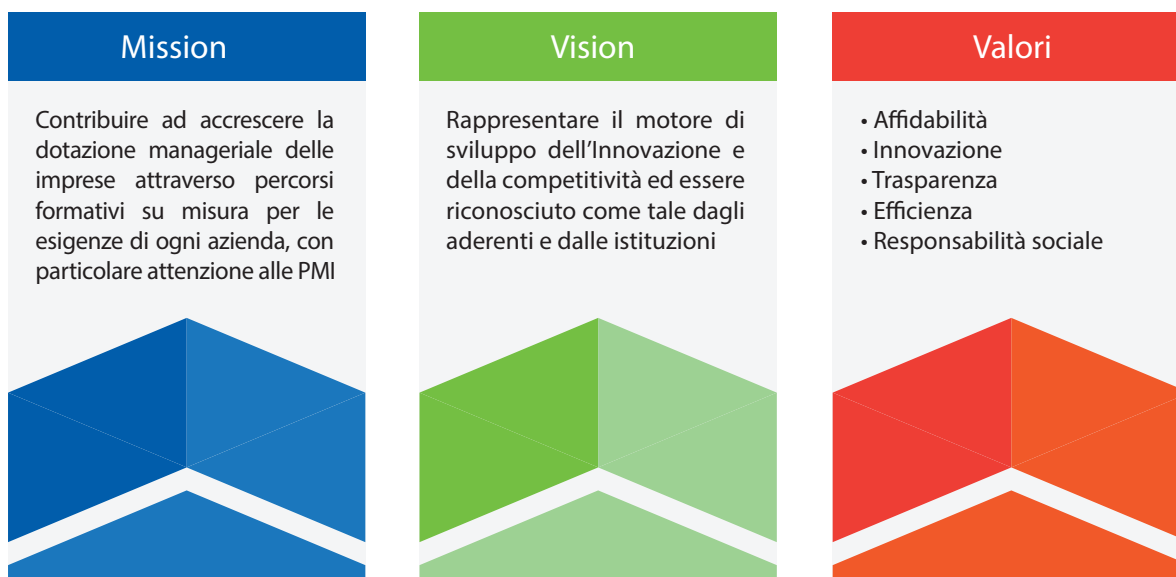 Mission
Contribuire ad accrescere la
dotazione manageriale delle
imprese attraverso percorsi
formativi su misura per le
esigenze di ogni azienda, con
particolare attenzione alle PMI
Vision
Rappresentare il motore di
sviluppo dell'Innovazione e
della competitività ed essere
riconosciuto come tale dagli
aderenti e dalle istituzioni
Valori
• Affidabilità
• Innovazione
• Trasparenza
• Efficienza
• Responsabilità sociale